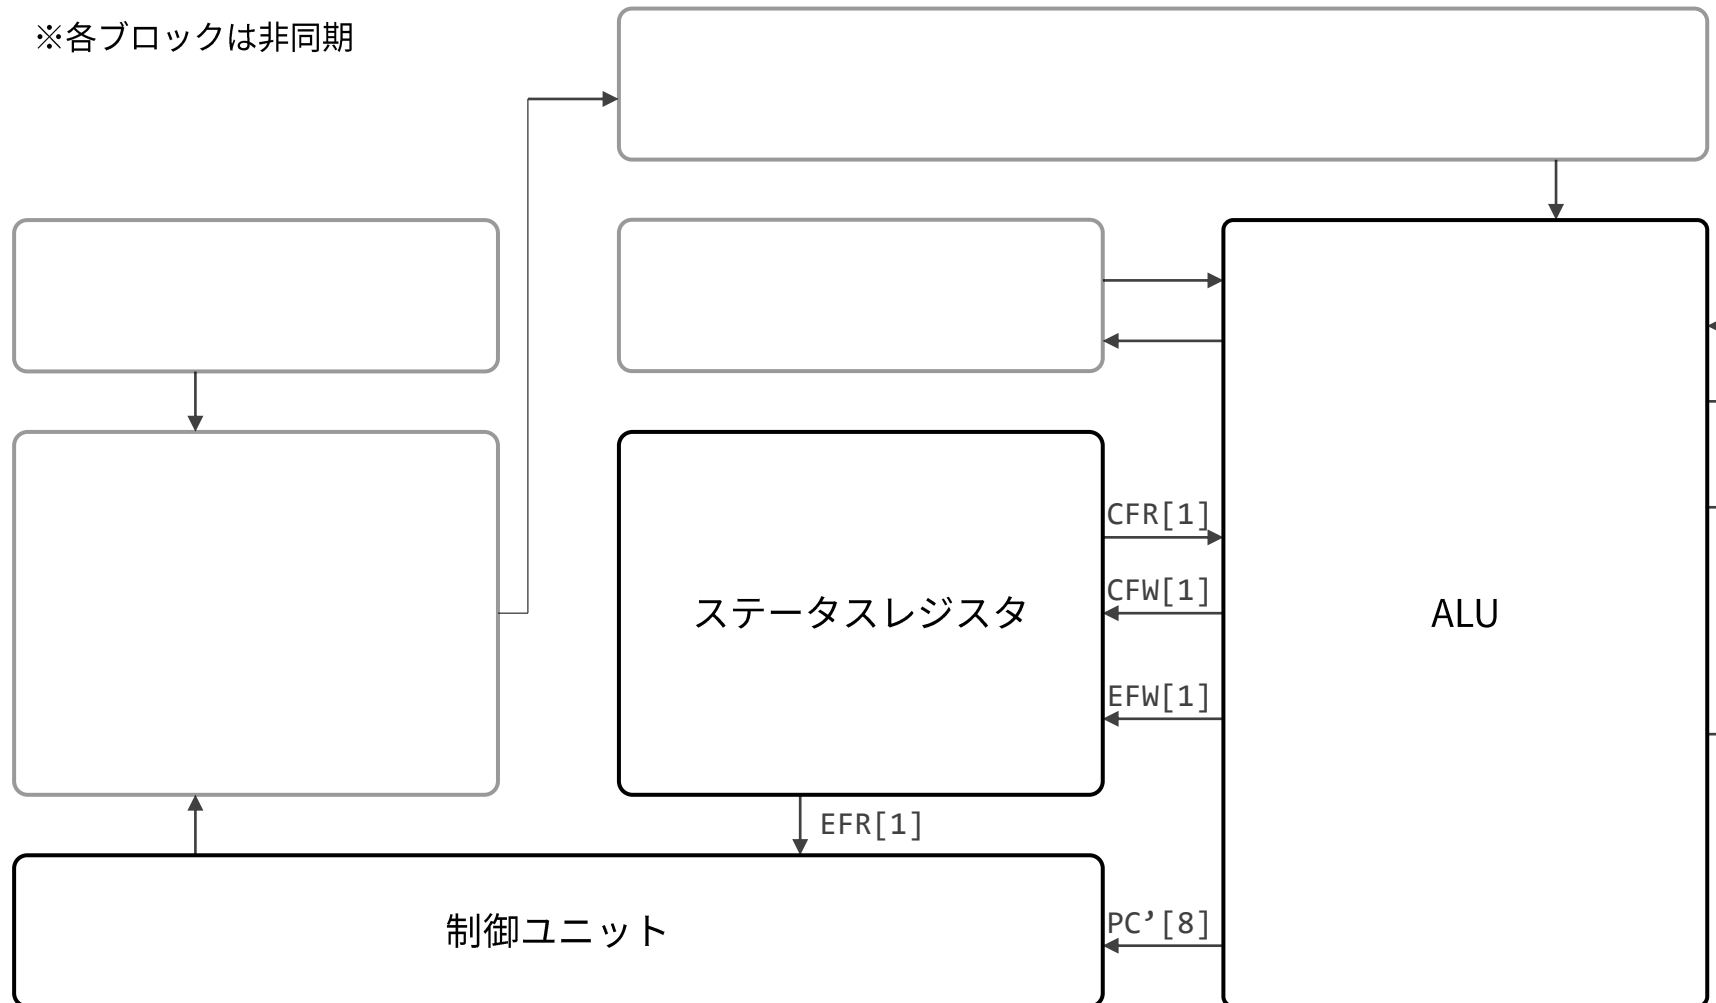 ※各ブロックは非同期
CFR[1]
CFW[1]
ステータスレジスタ
ALU
EFW[1]
EFR[1]
PC’[8]
制御ユニット